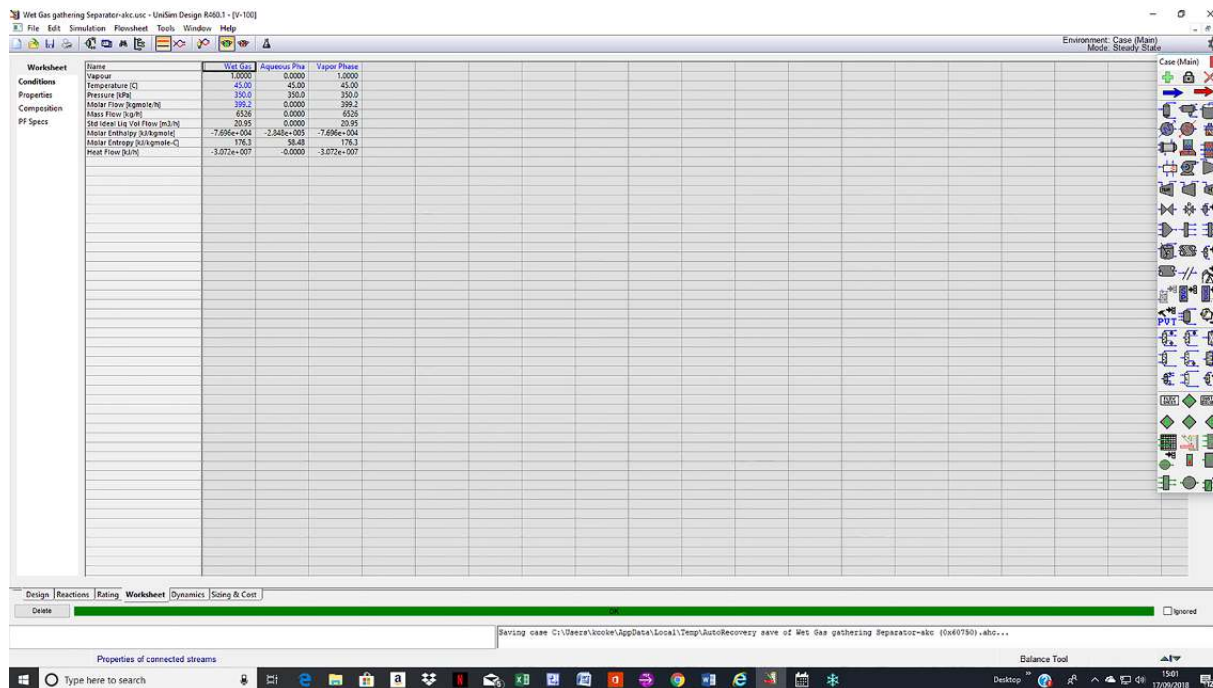 Wet Gas gathering Separator-akc.usc - UniSim Design R460.1 - [V-100]
File Edit Simulation Flowsheet Tools Window Help
Environment: Case (Main)
Mode: Steady State
Case (Main)
Worksheet
Conditions
Properties
Composition
PF Specs
Name Wet Gas Aqueous Pha Vapor Phase
Vapour 1.0000 0.0000 1.0000
Temperature [C] 45.00 45.00 45.00
Pressure [kPa] 350.0 350.0 350.0
Molar Flow [kgmole/h] 399.2 0.0000 399.2
Mass Flow [kg/h] 6526 0.0000 6526
Std Ideal Liq Vol Flow [m3/h] 20.95 0.0000 20.95
Molar Enthalpy [kJ/kgmole] -7.696e+004 -2.848e+005 -7.696e+004
Molar Entropy [kJ/kgmole-C] 176.3 58.48 176.3
Heat Flow [kJ/h] -3.072e+007 -0.0000 -3.072e+007
PVT
Design Reactions Rating Worksheet Dynamics Sizing & Cost
Delete OK Ignored
Saving case C:\Users\kcoke\AppData\Local\Temp\AutoRecovery save of Wet Gas gathering Separator-akc (0x60750).ahc...
Properties of connected streams Balance Tool
Type here to search
Desktop
15:01
17/09/2018